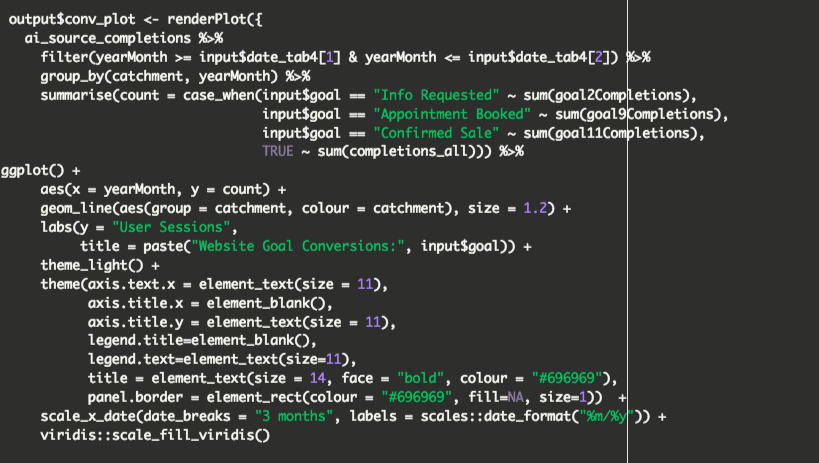 output$conv_plot <- renderPlot({
  ai_source_completions %>%
    filter(yearMonth >= input$date_tab4[1] & yearMonth <= input$date_tab4[2]) %>%
    group_by(catchment, yearMonth) %>%
    summarise(count = case_when(input$goal == "Info Requested" ~ sum(goal2Completions),
                                input$goal == "Appointment Booked" ~ sum(goal9Completions),
                                input$goal == "Confirmed Sale" ~ sum(goal11Completions),
                                TRUE ~ sum(completions_all))) %>%
ggplot() +
    aes(x = yearMonth, y = count) +
    geom_line(aes(group = catchment, colour = catchment), size = 1.2) +
    labs(y = "User Sessions",
         title = paste("Website Goal Conversions:", input$goal)) +
    theme_light() +
    theme(axis.text.x = element_text(size = 11),
          axis.title.x = element_blank(),
          axis.title.y = element_text(size = 11),
          legend.title=element_blank(),
          legend.text=element_text(size=11),
          title = element_text(size = 14, face = "bold", colour = "#696969"),
          panel.border = element_rect(colour = "#696969", fill=NA, size=1))  +
    scale_x_date(date_breaks = "3 months", labels = scales::date_format("%m/%y")) +
    viridis::scale_fill_viridis()